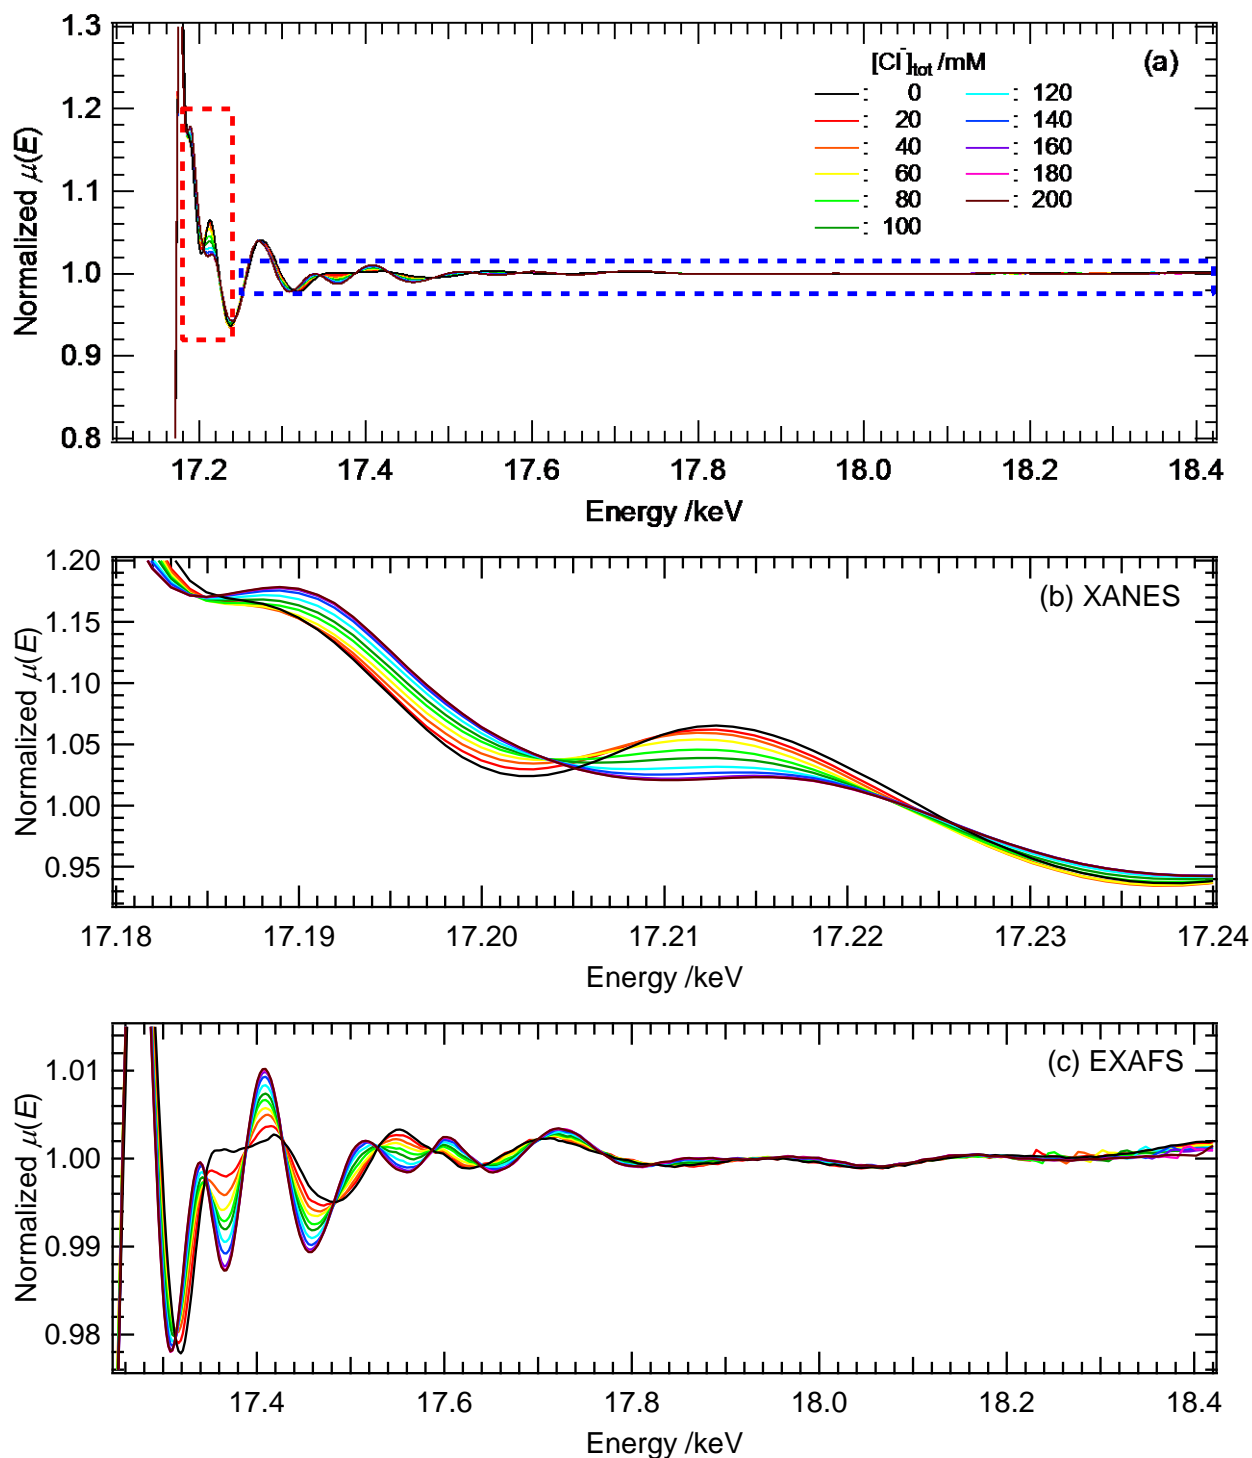 1.3
1.2
1.1
1.0
0.9
0.8
Normalized μ(E)
[Cl⁻]tot /mM
(a)
: 0 : 120
: 20 : 140
: 40 : 160
: 60 : 180
: 80 : 200
: 100
17.2 17.4 17.6 17.8 18.0 18.2 18.4
Energy /keV
1.20
1.15
1.10
1.05
1.00
0.95
Normalized μ(E)
(b) XANES
17.18 17.19 17.20 17.21 17.22 17.23 17.24
Energy /keV
1.01
1.00
0.99
0.98
Normalized μ(E)
(c) EXAFS
17.4 17.6 17.8 18.0 18.2 18.4
Energy /keV